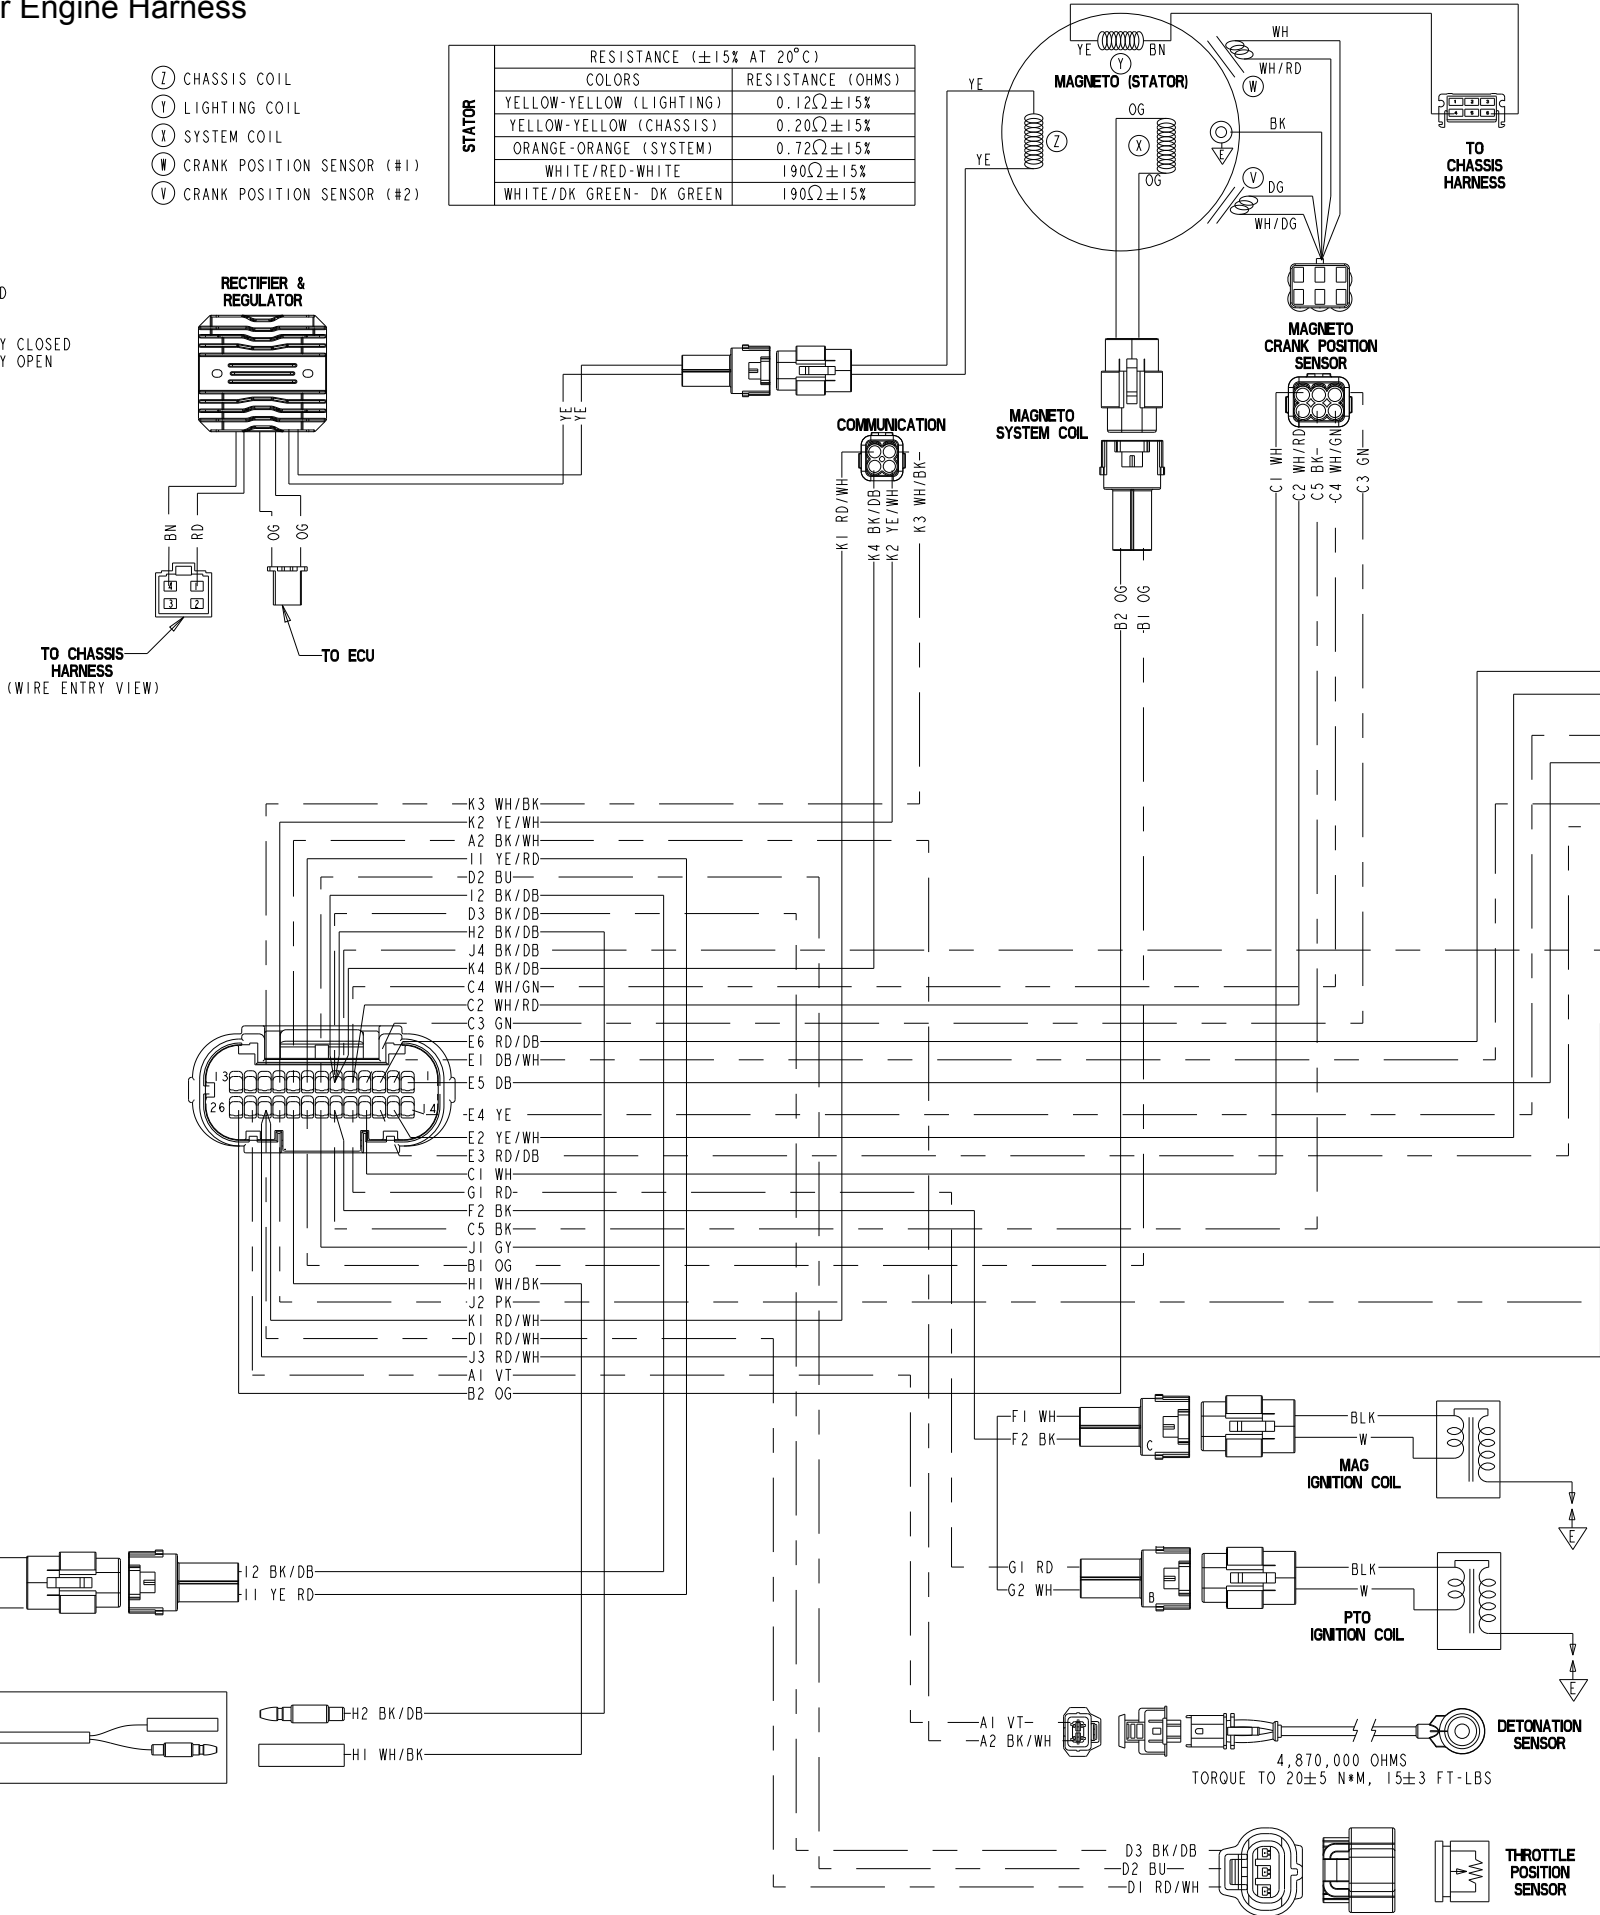 r Engine Harness
Z CHASSIS COIL
Y LIGHTING COIL
X SYSTEM COIL
W CRANK POSITION SENSOR (#1)
V CRANK POSITION SENSOR (#2)
STATOR
RESISTANCE (±15% AT 20°C)
COLORS RESISTANCE (OHMS)
YELLOW-YELLOW (LIGHTING) 0.12Ω±15%
YELLOW-YELLOW (CHASSIS) 0.20Ω±15%
ORANGE-ORANGE (SYSTEM) 0.72Ω±15%
WHITE/RED-WHITE 190Ω±15%
WHITE/DK GREEN- DK GREEN 190Ω±15%
YE BN
Y
MAGNETO (STATOR)
WH
WH/RD
W
YE
YE
Z
OG
X
OG
BK
E
V
DG
WH/DG
1 2 3
4 5 6
TO
CHASSIS
HARNESS
D
Y CLOSED
Y OPEN
RECTIFIER &
REGULATOR
YE
YE
BN
RD
OG
OG
4 1
3 2
TO CHASSIS
HARNESS
(WIRE ENTRY VIEW)
TO ECU
COMMUNICATION
K1 RD/WH
K4 BK/DB
K2 YE/WH
K3 WH/BK
MAGNETO
SYSTEM COIL
B2 OG
B1 OG
MAGNETO
CRANK POSITION
SENSOR
C1 WH
C2 WH/RD
C5 BK
C4 WH/GN
C3 GN
K3 WH/BK
K2 YE/WH
A2 BK/WH
I1 YE/RD
D2 BU
I2 BK/DB
D3 BK/DB
H2 BK/DB
J4 BK/DB
K4 BK/DB
C4 WH/GN
C2 WH/RD
C3 GN
E6 RD/DB
E1 DB/WH
13 1
E5 DB
26 14
E4 YE
E2 YE/WH
E3 RD/DB
C1 WH
G1 RD
F2 BK
C5 BK
J1 GY
B1 OG
H1 WH/BK
J2 PK
K1 RD/WH
D1 RD/WH
J3 RD/WH
A1 VT
B2 OG
F1 WH
F2 BK
C
BLK
W
MAG
IGNITION COIL
E
I2 BK/DB
I1 YE RD
G1 RD
G2 WH
B
BLK
W
PTO
IGNITION COIL
E
H2 BK/DB
H1 WH/BK
A1 VT
A2 BK/WH
DETONATION
SENSOR
4,870,000 OHMS
TORQUE TO 20±5 N*M, 15±3 FT-LBS
D3 BK/DB
D2 BU
D1 RD/WH
THROTTLE
POSITION
SENSOR